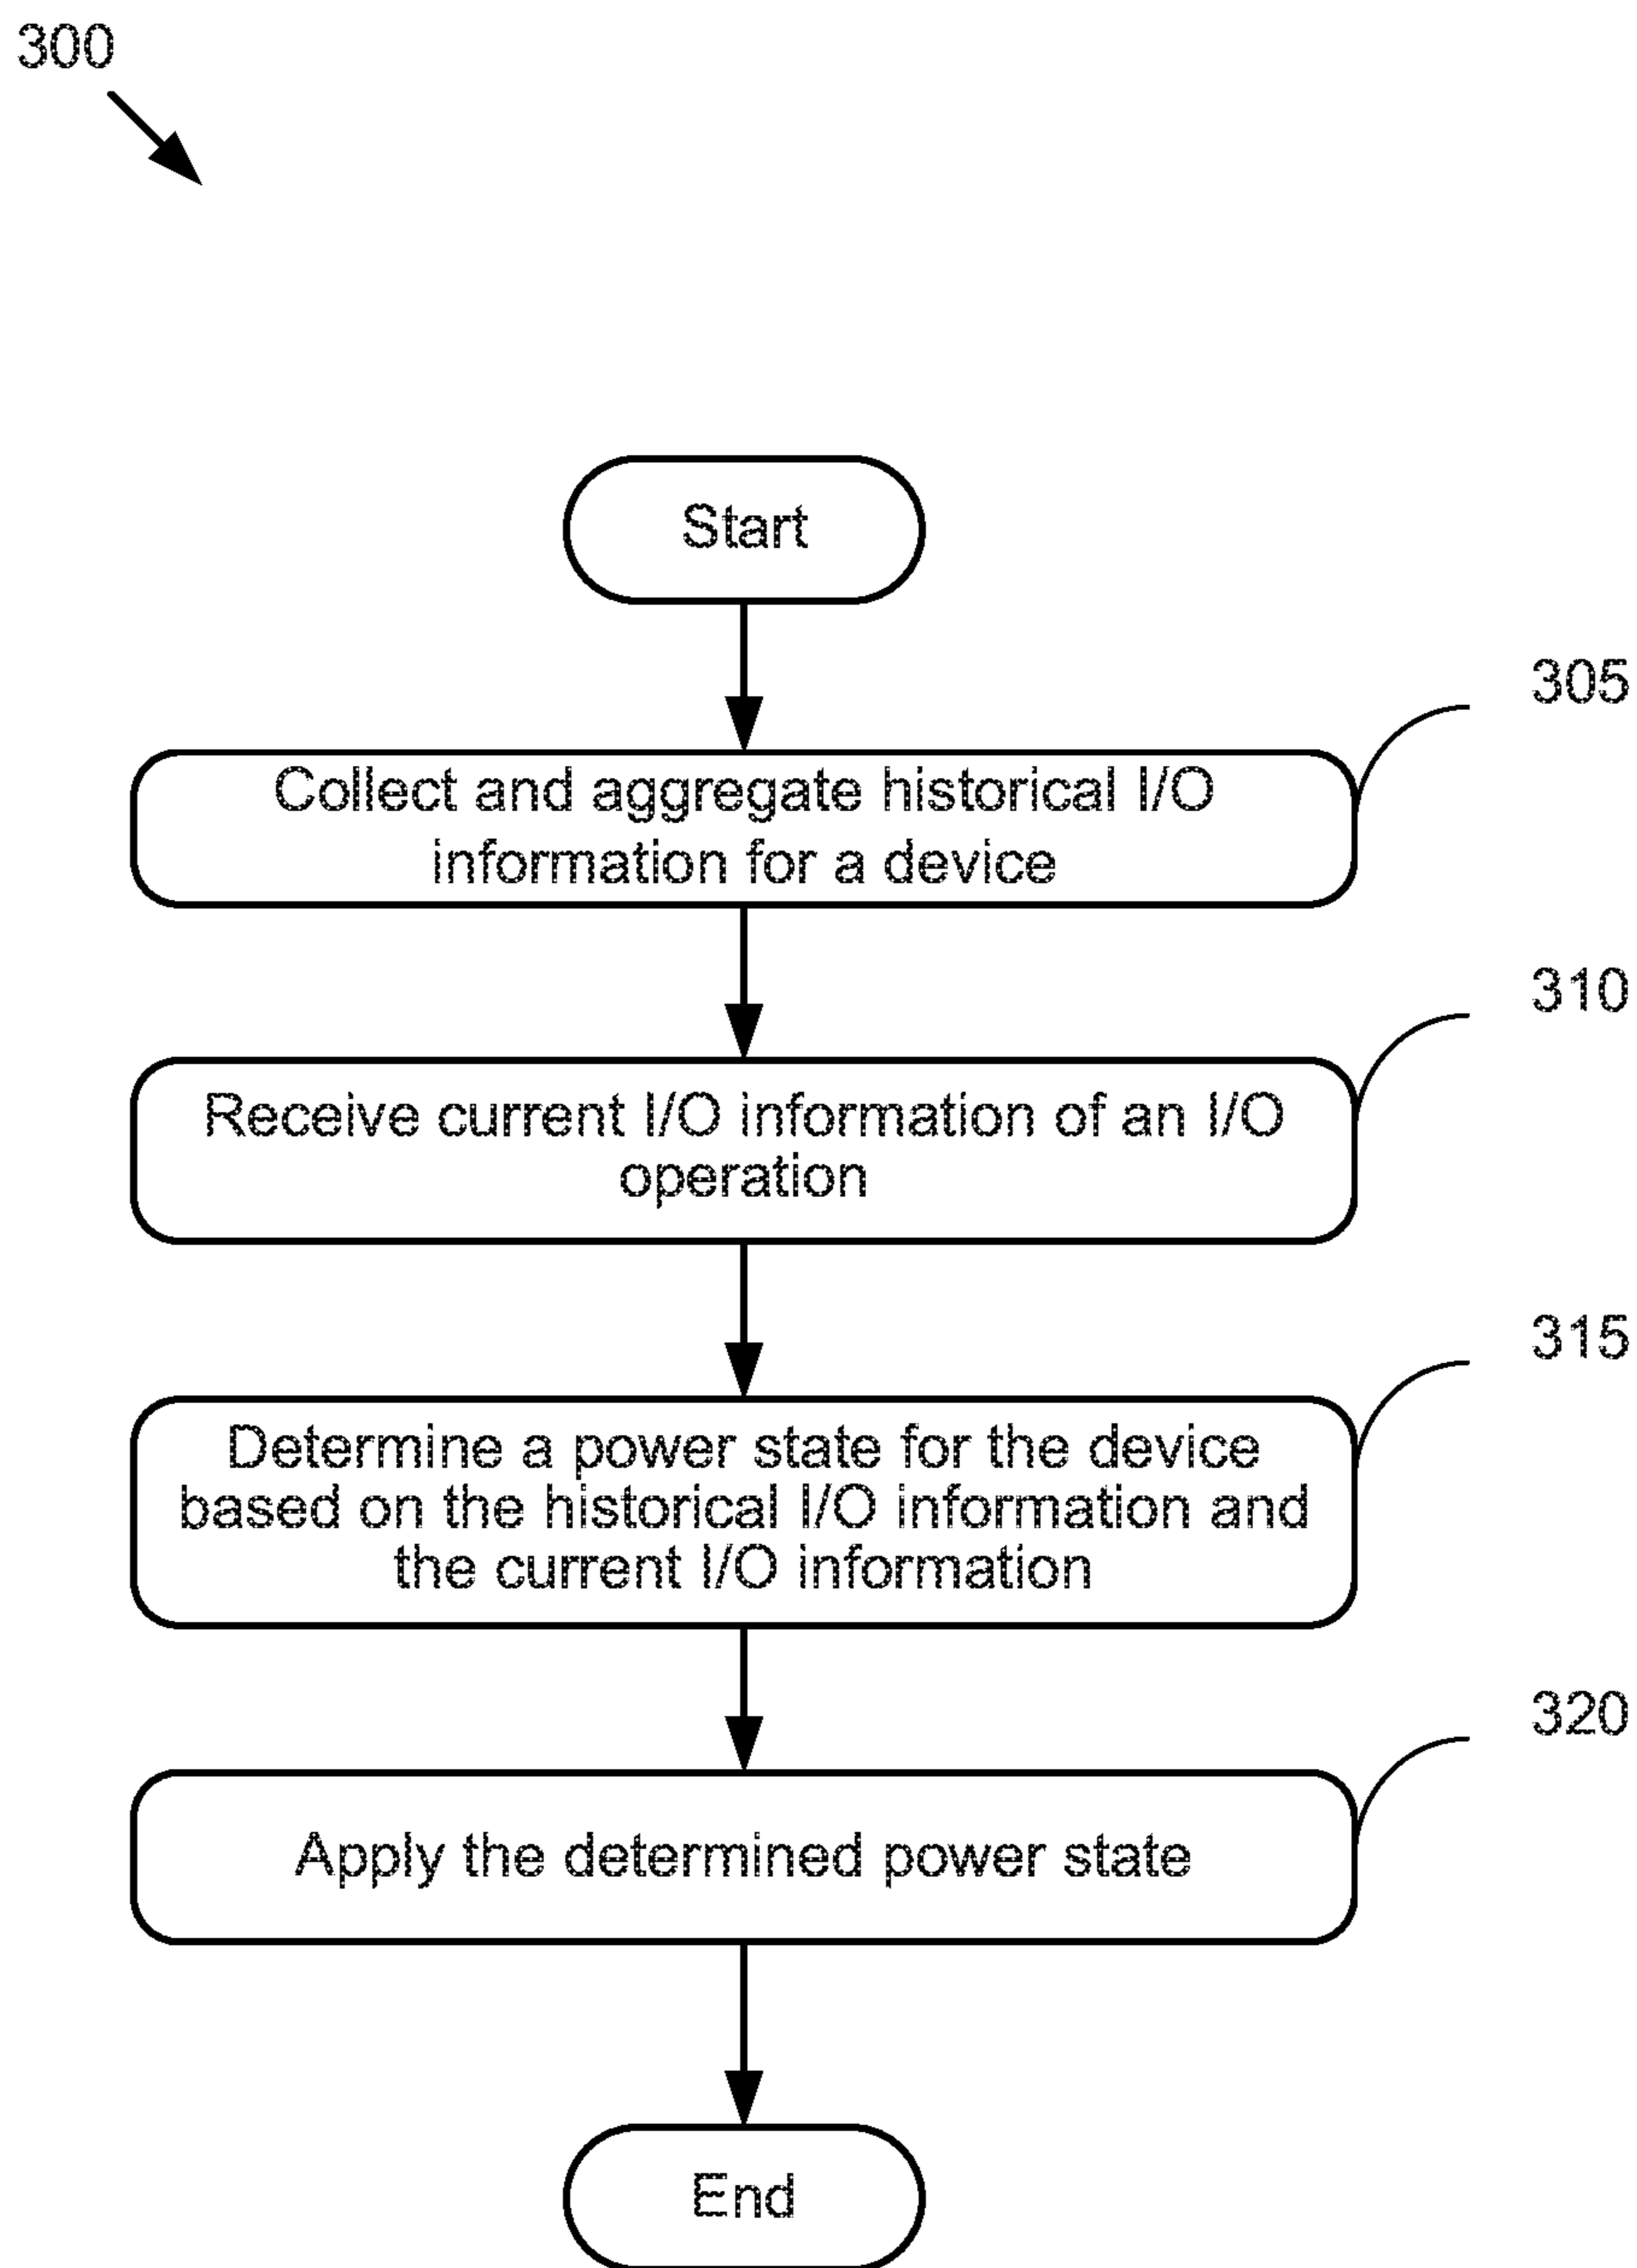 300
Start
305
Collect and aggregate historical I/O
information for a device
310
Receive current I/O information of an I/O
operation
315
Determine a power state for the device
based on the historical I/O information and
the current I/O information
320
Apply the determined power state
End